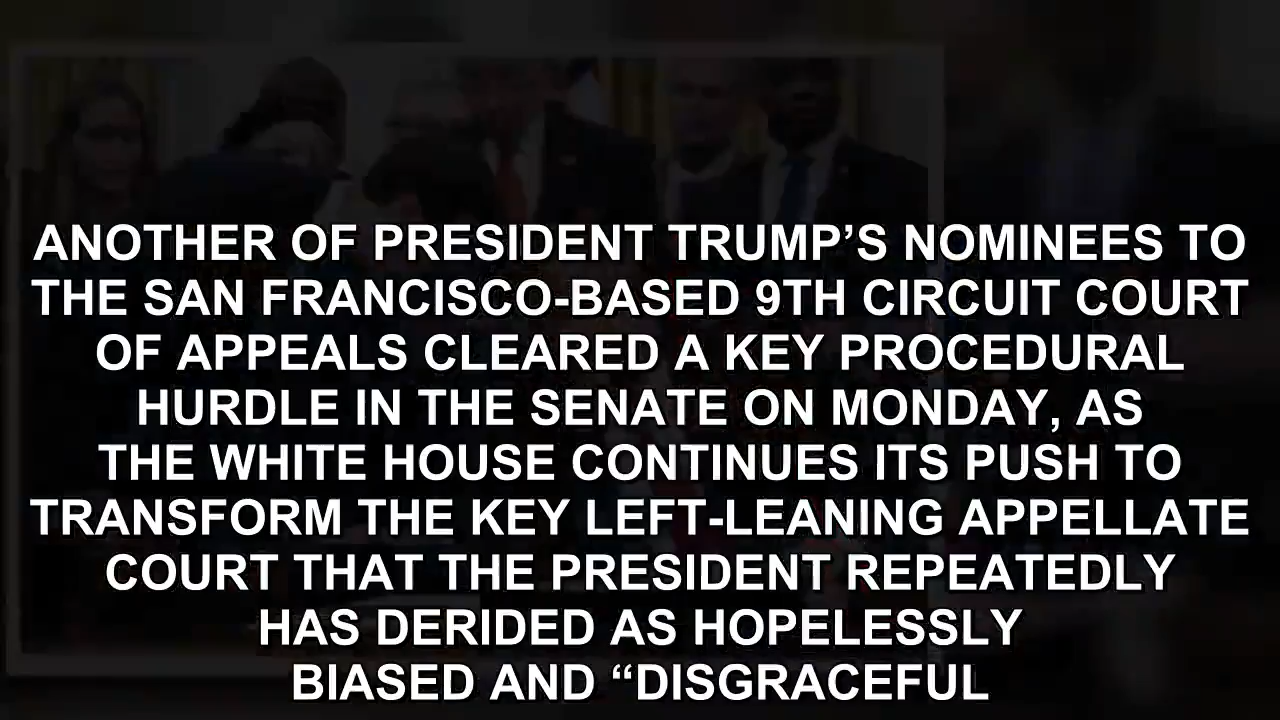 ANOTHER OF PRESIDENT TRUMP’S NOMINEES TO
THE SAN FRANCISCO-BASED 9TH CIRCUIT COURT
OF APPEALS CLEARED A KEY PROCEDURAL
HURDLE IN THE SENATE ON MONDAY, AS
THE WHITE HOUSE CONTINUES ITS PUSH TO
TRANSFORM THE KEY LEFT-LEANING APPELLATE
COURT THAT THE PRESIDENT REPEATEDLY
HAS DERIDED AS HOPELESSLY
BIASED AND “DISGRACEFUL